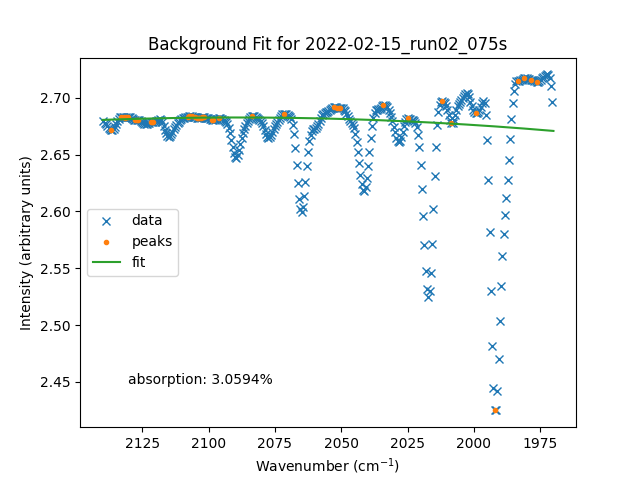 Background Fit for 2022-02-15_run02_075s
Intensity (arbitrary units)
2.70
2.65
2.60
2.55
2.50
2.45
data
peaks
fit
absorption: 3.0594%
2125 2100 2075 2050 2025 2000 1975
Wavenumber (cm⁻¹)